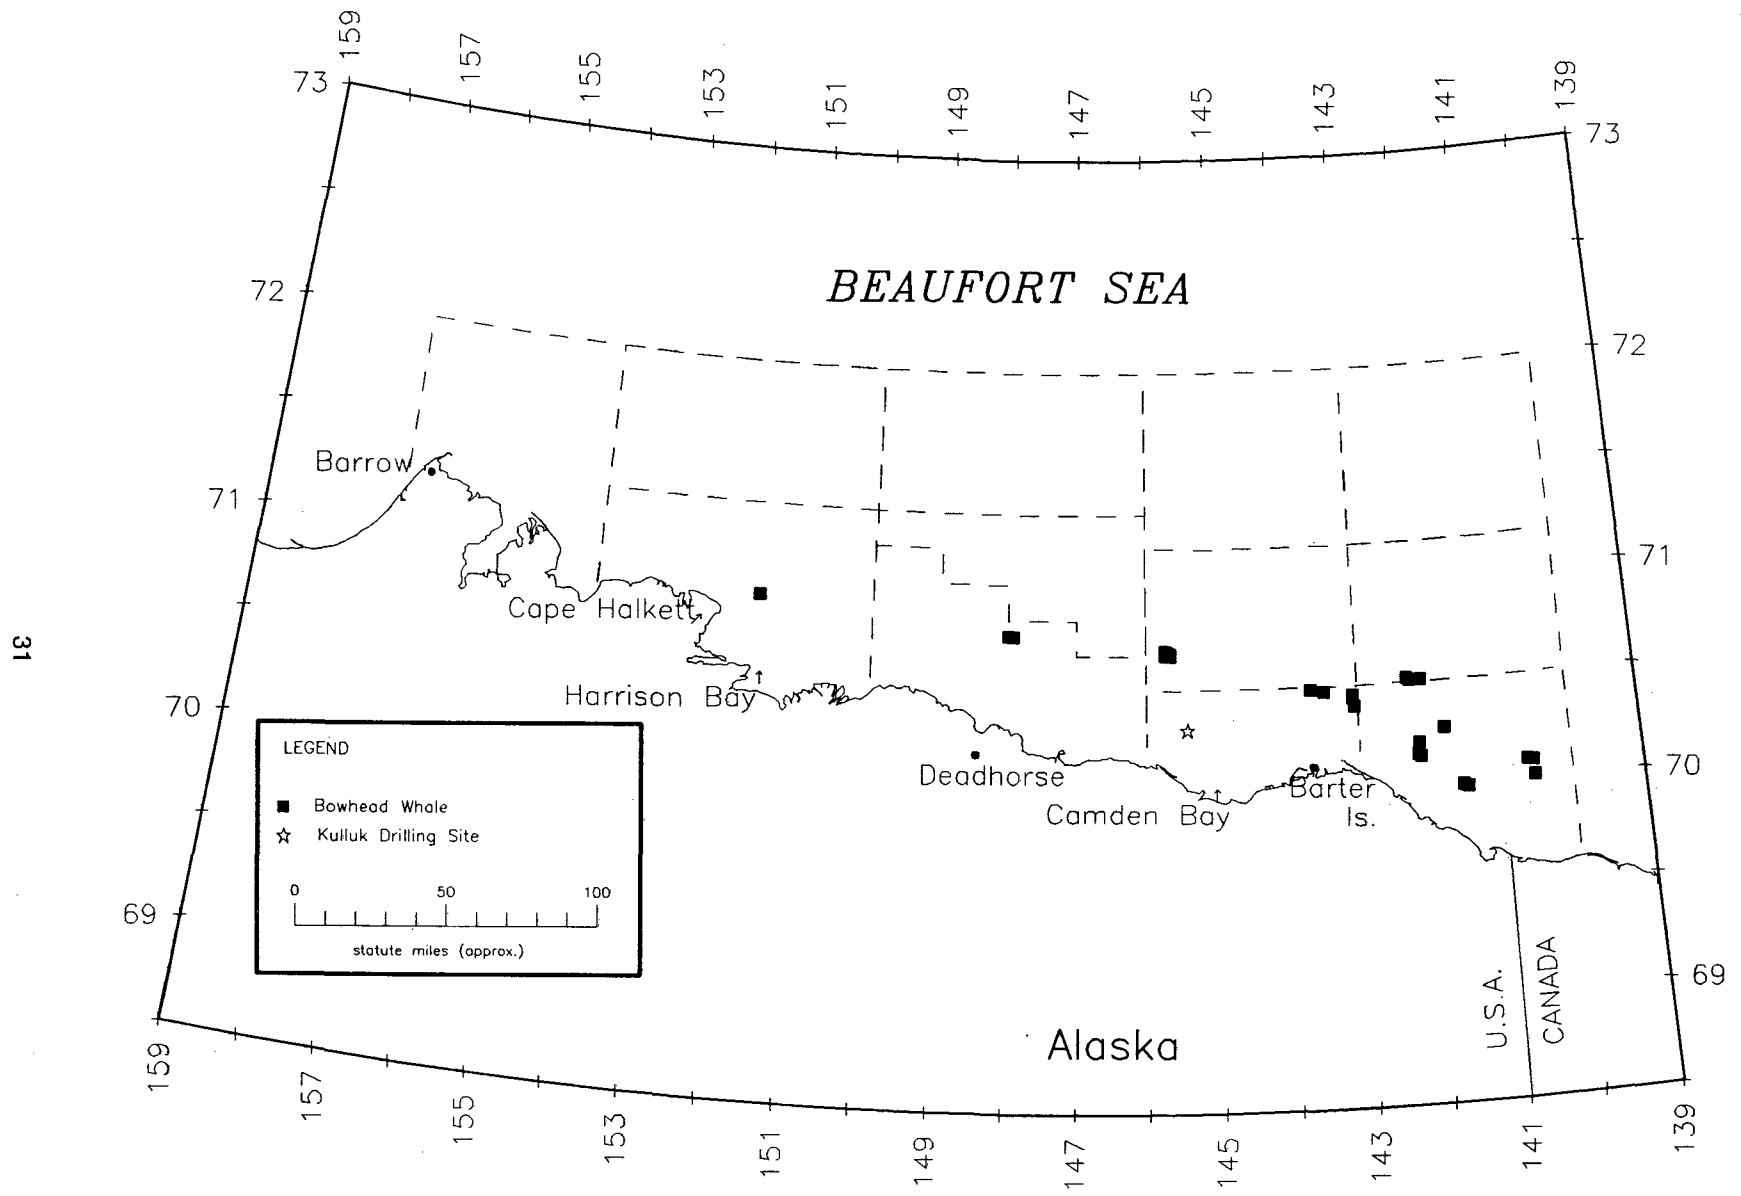 159
157
155
153
151
149
147
145
143
141
139
73
73
BEAUFORT SEA
72
72
Barrow
71
71
Cape Halkett
31
Harrison Bay
70
70
Deadhorse
Camden Bay
Barter
Is.
LEGEND
Bowhead Whale
Kulluk Drilling Site
0 50 100
statute miles (approx.)
69
69
U.S.A.
CANADA
Alaska
159
157
155
153
151
149
147
145
143
141
139